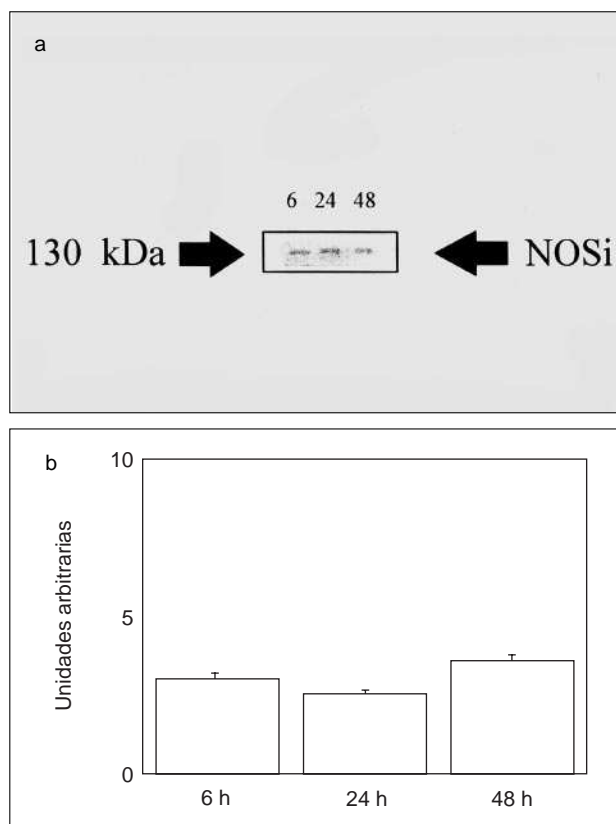 a
6 24 48
130 kDa NOSi
b
Unidades arbitrarias
10
5
0
6 h 24 h 48 h